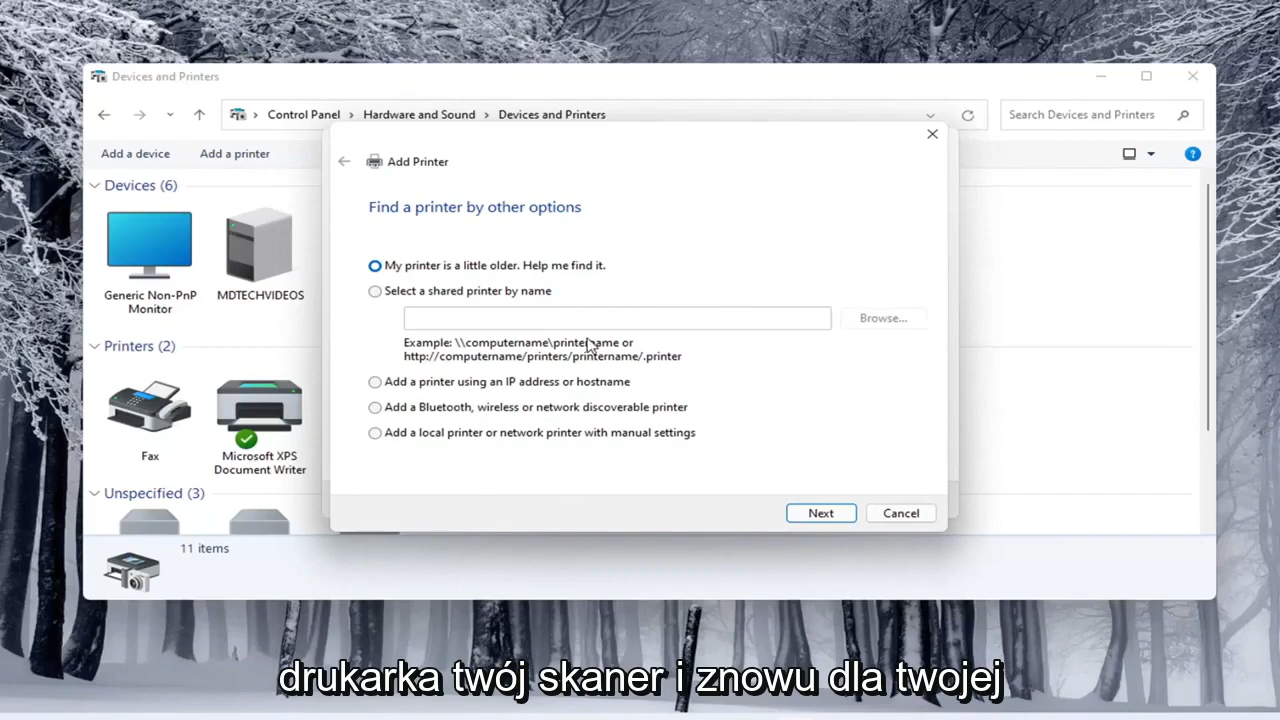 Devices and Printers
Control Panel > Hardware and Sound > Devices and Printers
Search Devices and Printers
Add a device
Add a printer
Devices (6)
Generic Non-PnP
Monitor
MDTECHVIDEOS
Printers (2)
Fax
Microsoft XPS
Document Writer
Unspecified (3)
11 items
Add Printer
Find a printer by other options
My printer is a little older. Help me find it.
Select a shared printer by name
Browse...
Example: \\computername\printername or
http://computername/printers/printername/.printer
Add a printer using an IP address or hostname
Add a Bluetooth, wireless or network discoverable printer
Add a local printer or network printer with manual settings
Next
Cancel
drukarka twój skaner i znowu dla twojej